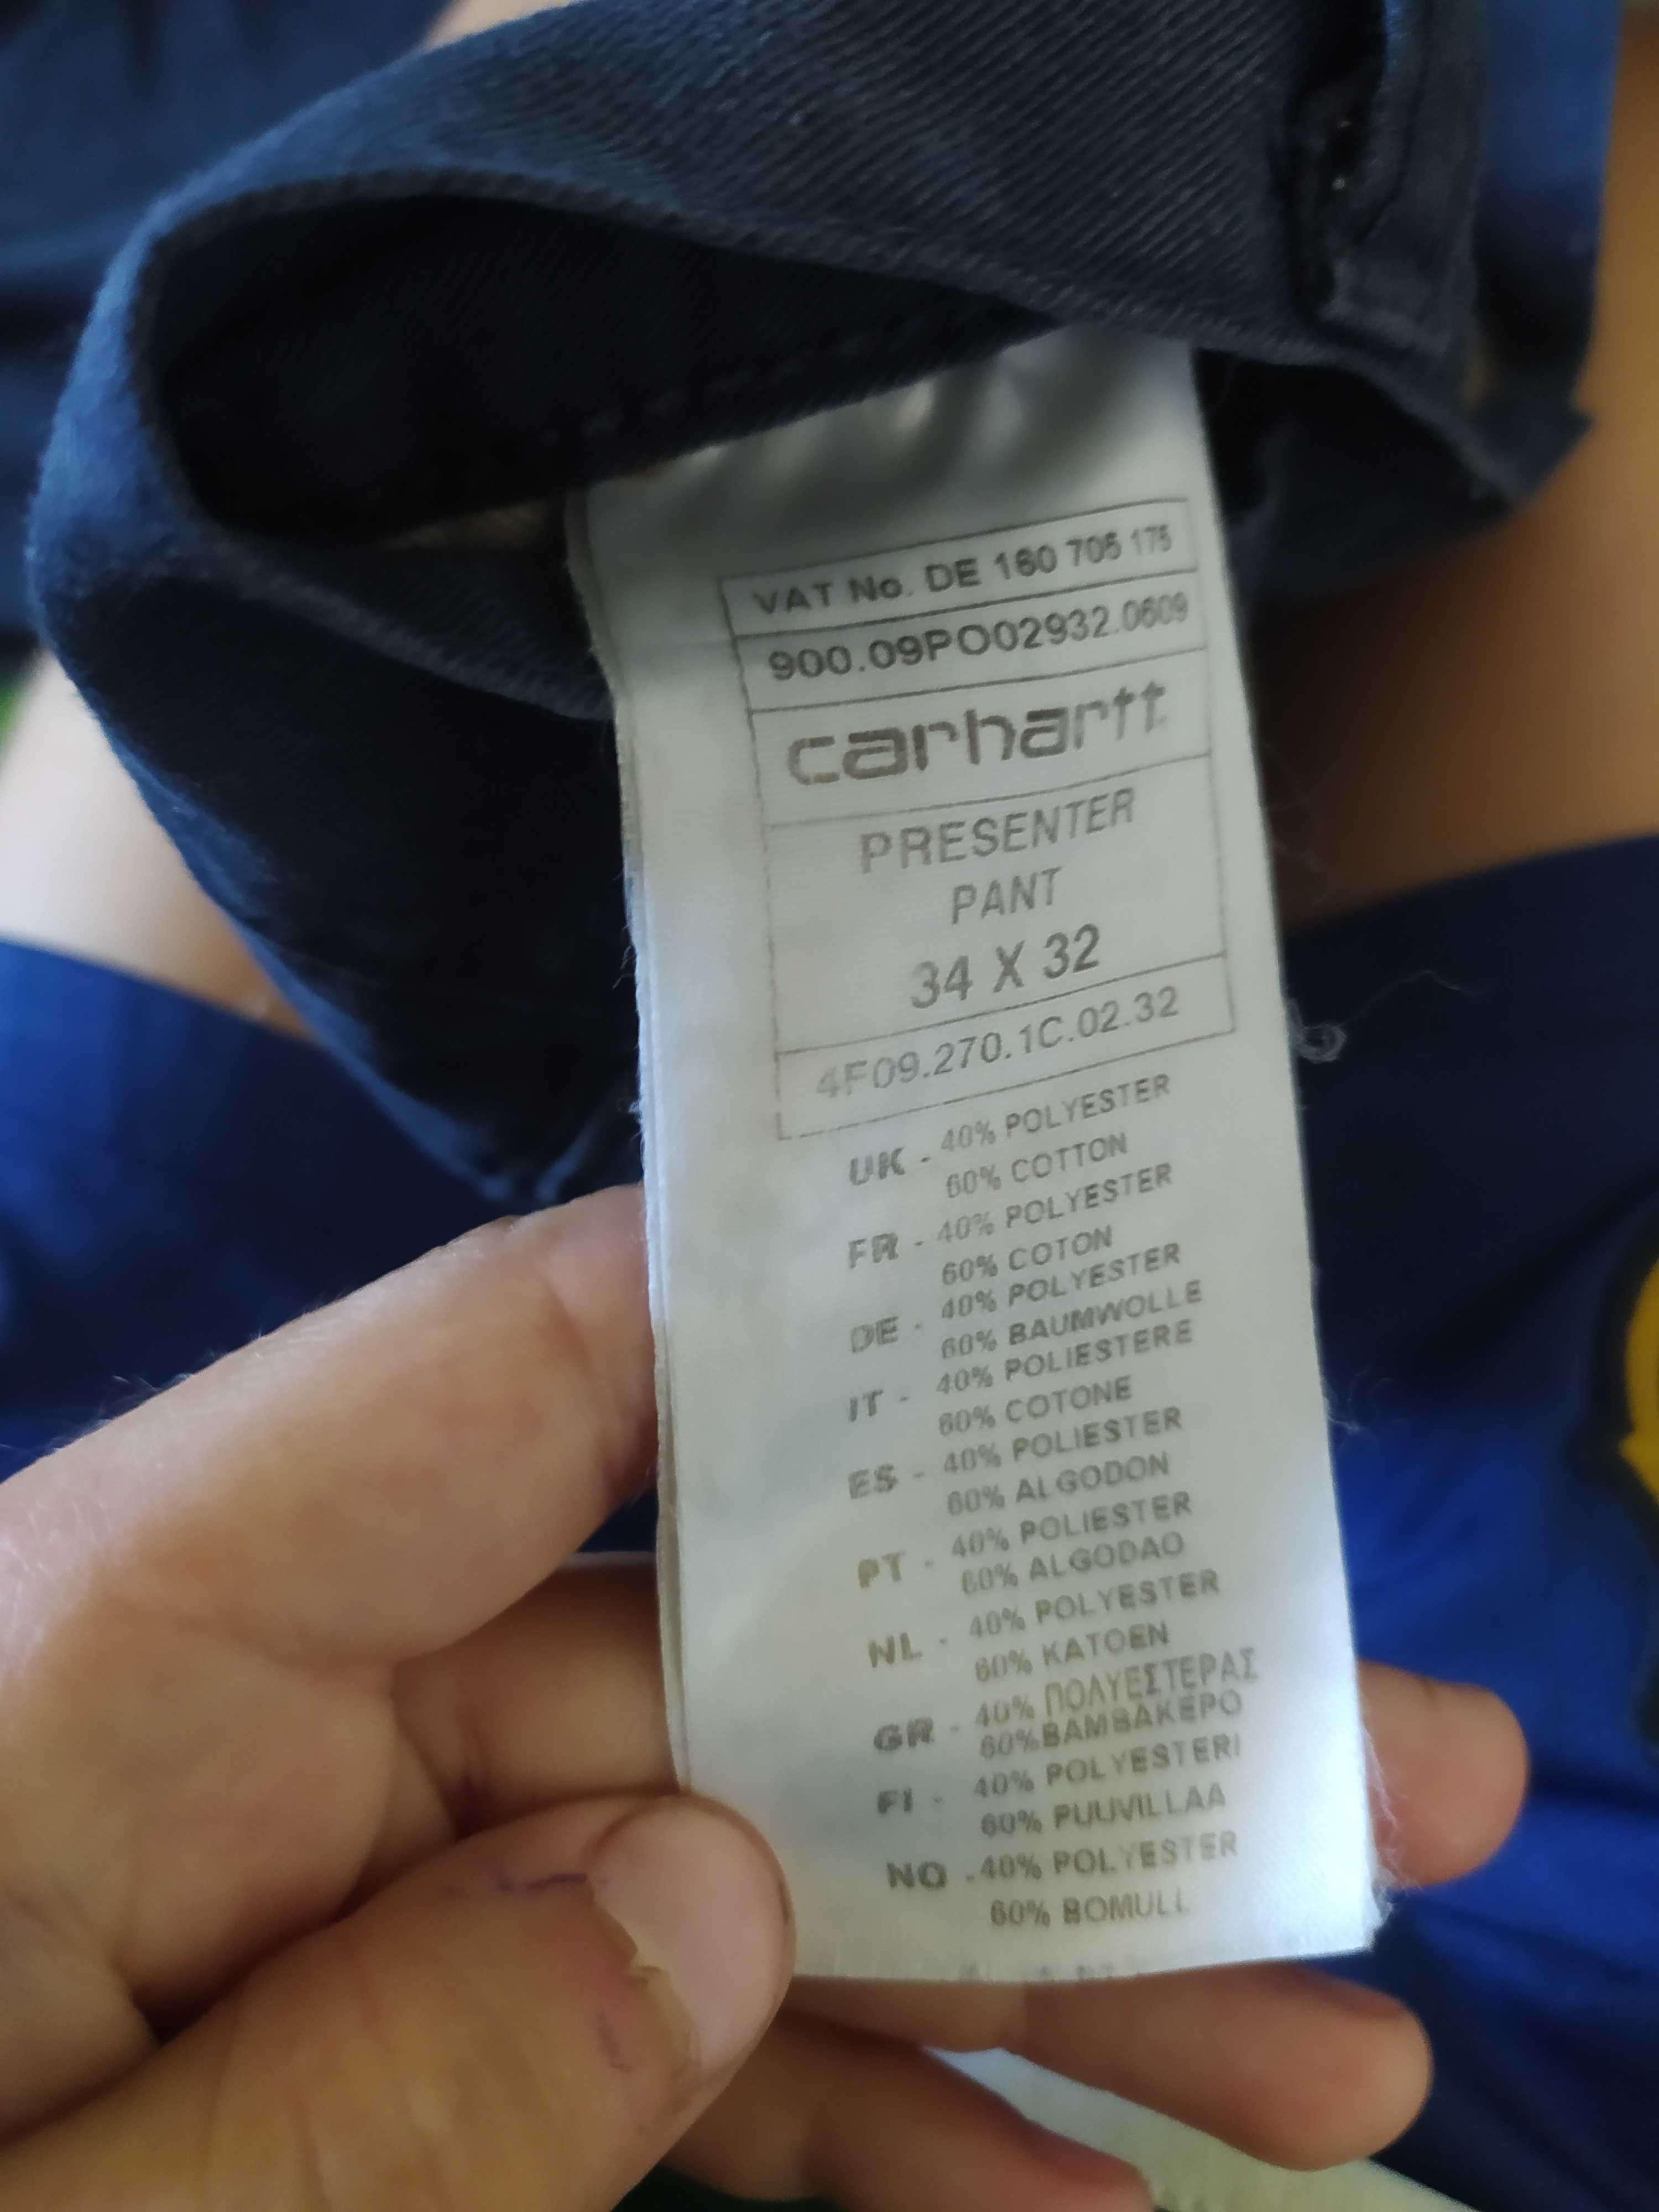 VAT No. DE 160 705 175
900.09PO02932.0609
carhartt
PRESENTER
PANT
34 X 32
4F09.270.1C.02.32
UK - 40% POLYESTER
60% COTTON
FR - 40% POLYESTER
60% COTON
DE - 40% POLYESTER
60% BAUMWOLLE
IT - 40% POLIESTERE
60% COTONE
ES - 40% POLIESTER
60% ALGODON
PT - 40% POLIESTER
60% ALGODAO
NL - 40% POLYESTER
60% KATOEN
GR - 40% ΠΟΛΥΕΣΤΕΡΑΣ
60% ΒΑΜΒΑΚΕΡΟ
FI - 40% POLYESTERI
60% PUUVILLAA
NO - 40% POLYESTER
60% BOMULL